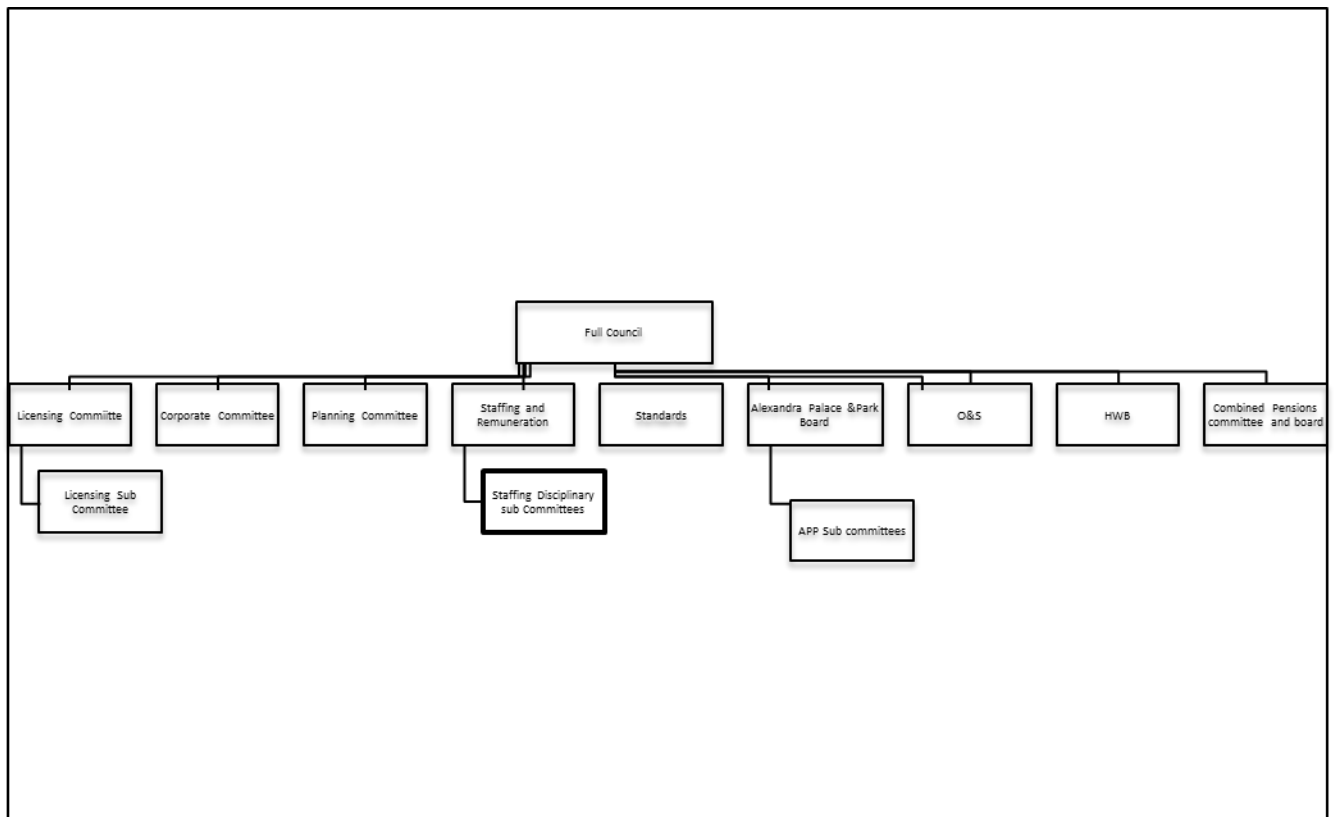 Full Council
Licensing Commiitte
Corporate Committee
Planning Committee
Staffing and
Remuneration
Standards
Alexandra Palace &Park
Board
O&S
HWB
Combined Pensions
committee and board
Licensing Sub
Committee
Staffing Disciplinary
sub Committees
APP Sub committees